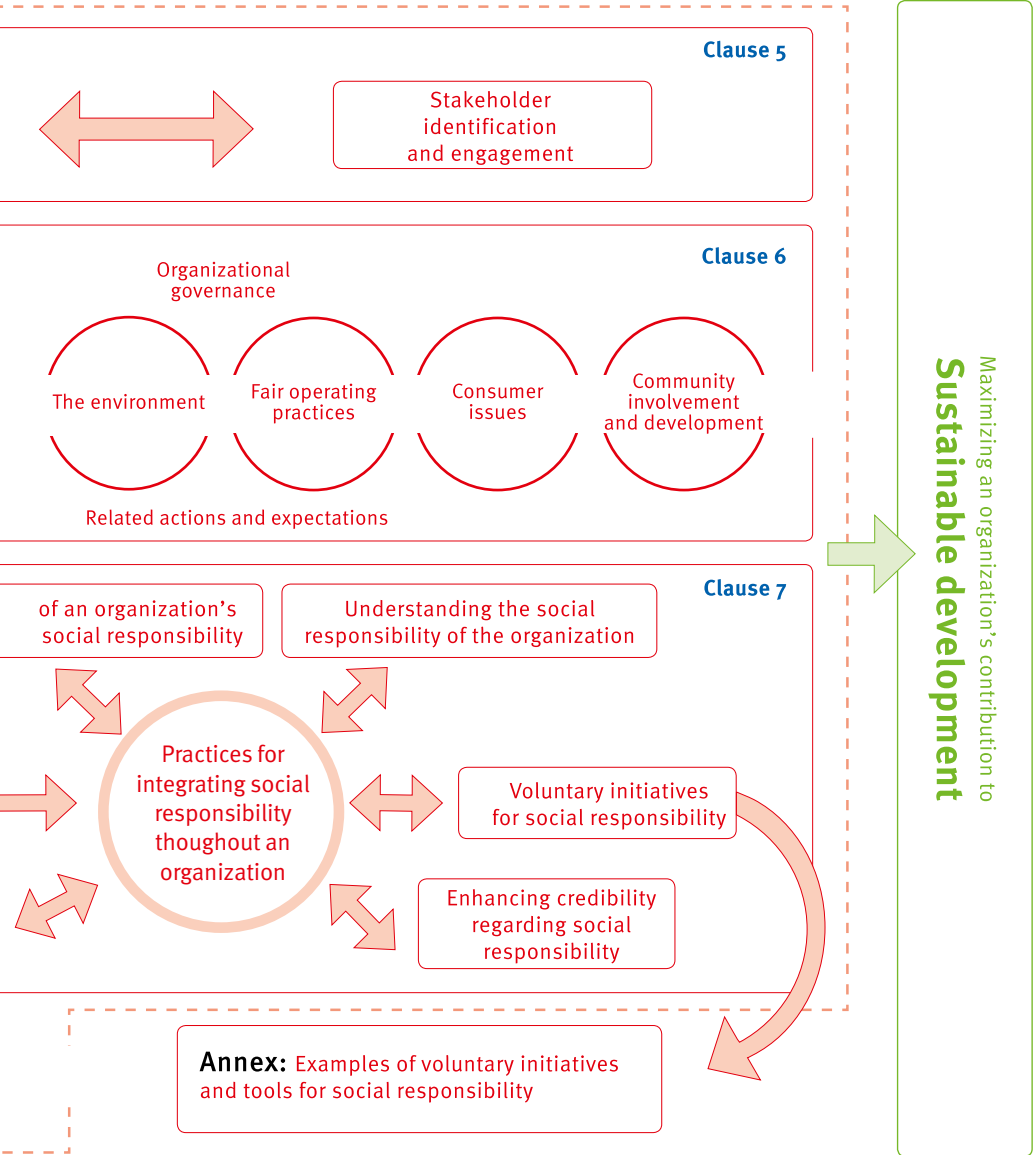 Clause 5
Stakeholder
identification
and engagement
Clause 6
Organizational
governance
The environment
Fair operating
practices
Consumer
issues
Community
involvement
and development
Related actions and expectations
Clause 7
of an organization’s
social responsibility
Understanding the social
responsibility of the organization
Practices for
integrating social
responsibility
thoughout an
organization
Voluntary initiatives
for social responsibility
Enhancing credibility
regarding social
responsibility
Annex: Examples of voluntary initiatives
and tools for social responsibility
Maximizing an organization’s contribution to
Sustainable development